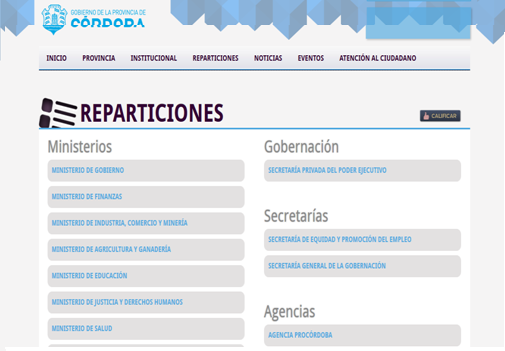 GOBIERNO DE LA PROVINCIA DE
CÓRDOBA
INICIO PROVINCIA INSTITUCIONAL REPARTICIONES NOTICIAS EVENTOS ATENCIÓN AL CIUDADANO
REPARTICIONES
CALIFICAR
Ministerios
MINISTERIO DE GOBIERNO
MINISTERIO DE FINANZAS
MINISTERIO DE INDUSTRIA, COMERCIO Y MINERÍA
MINISTERIO DE AGRICULTURA Y GANADERÍA
MINISTERIO DE EDUCACIÓN
MINISTERIO DE JUSTICIA Y DERECHOS HUMANOS
MINISTERIO DE SALUD
Gobernación
SECRETARÍA PRIVADA DEL PODER EJECUTIVO
Secretarías
SECRETARÍA DE EQUIDAD Y PROMOCIÓN DEL EMPLEO
SECRETARÍA GENERAL DE LA GOBERNACIÓN
Agencias
AGENCIA PROCÓRDOBA